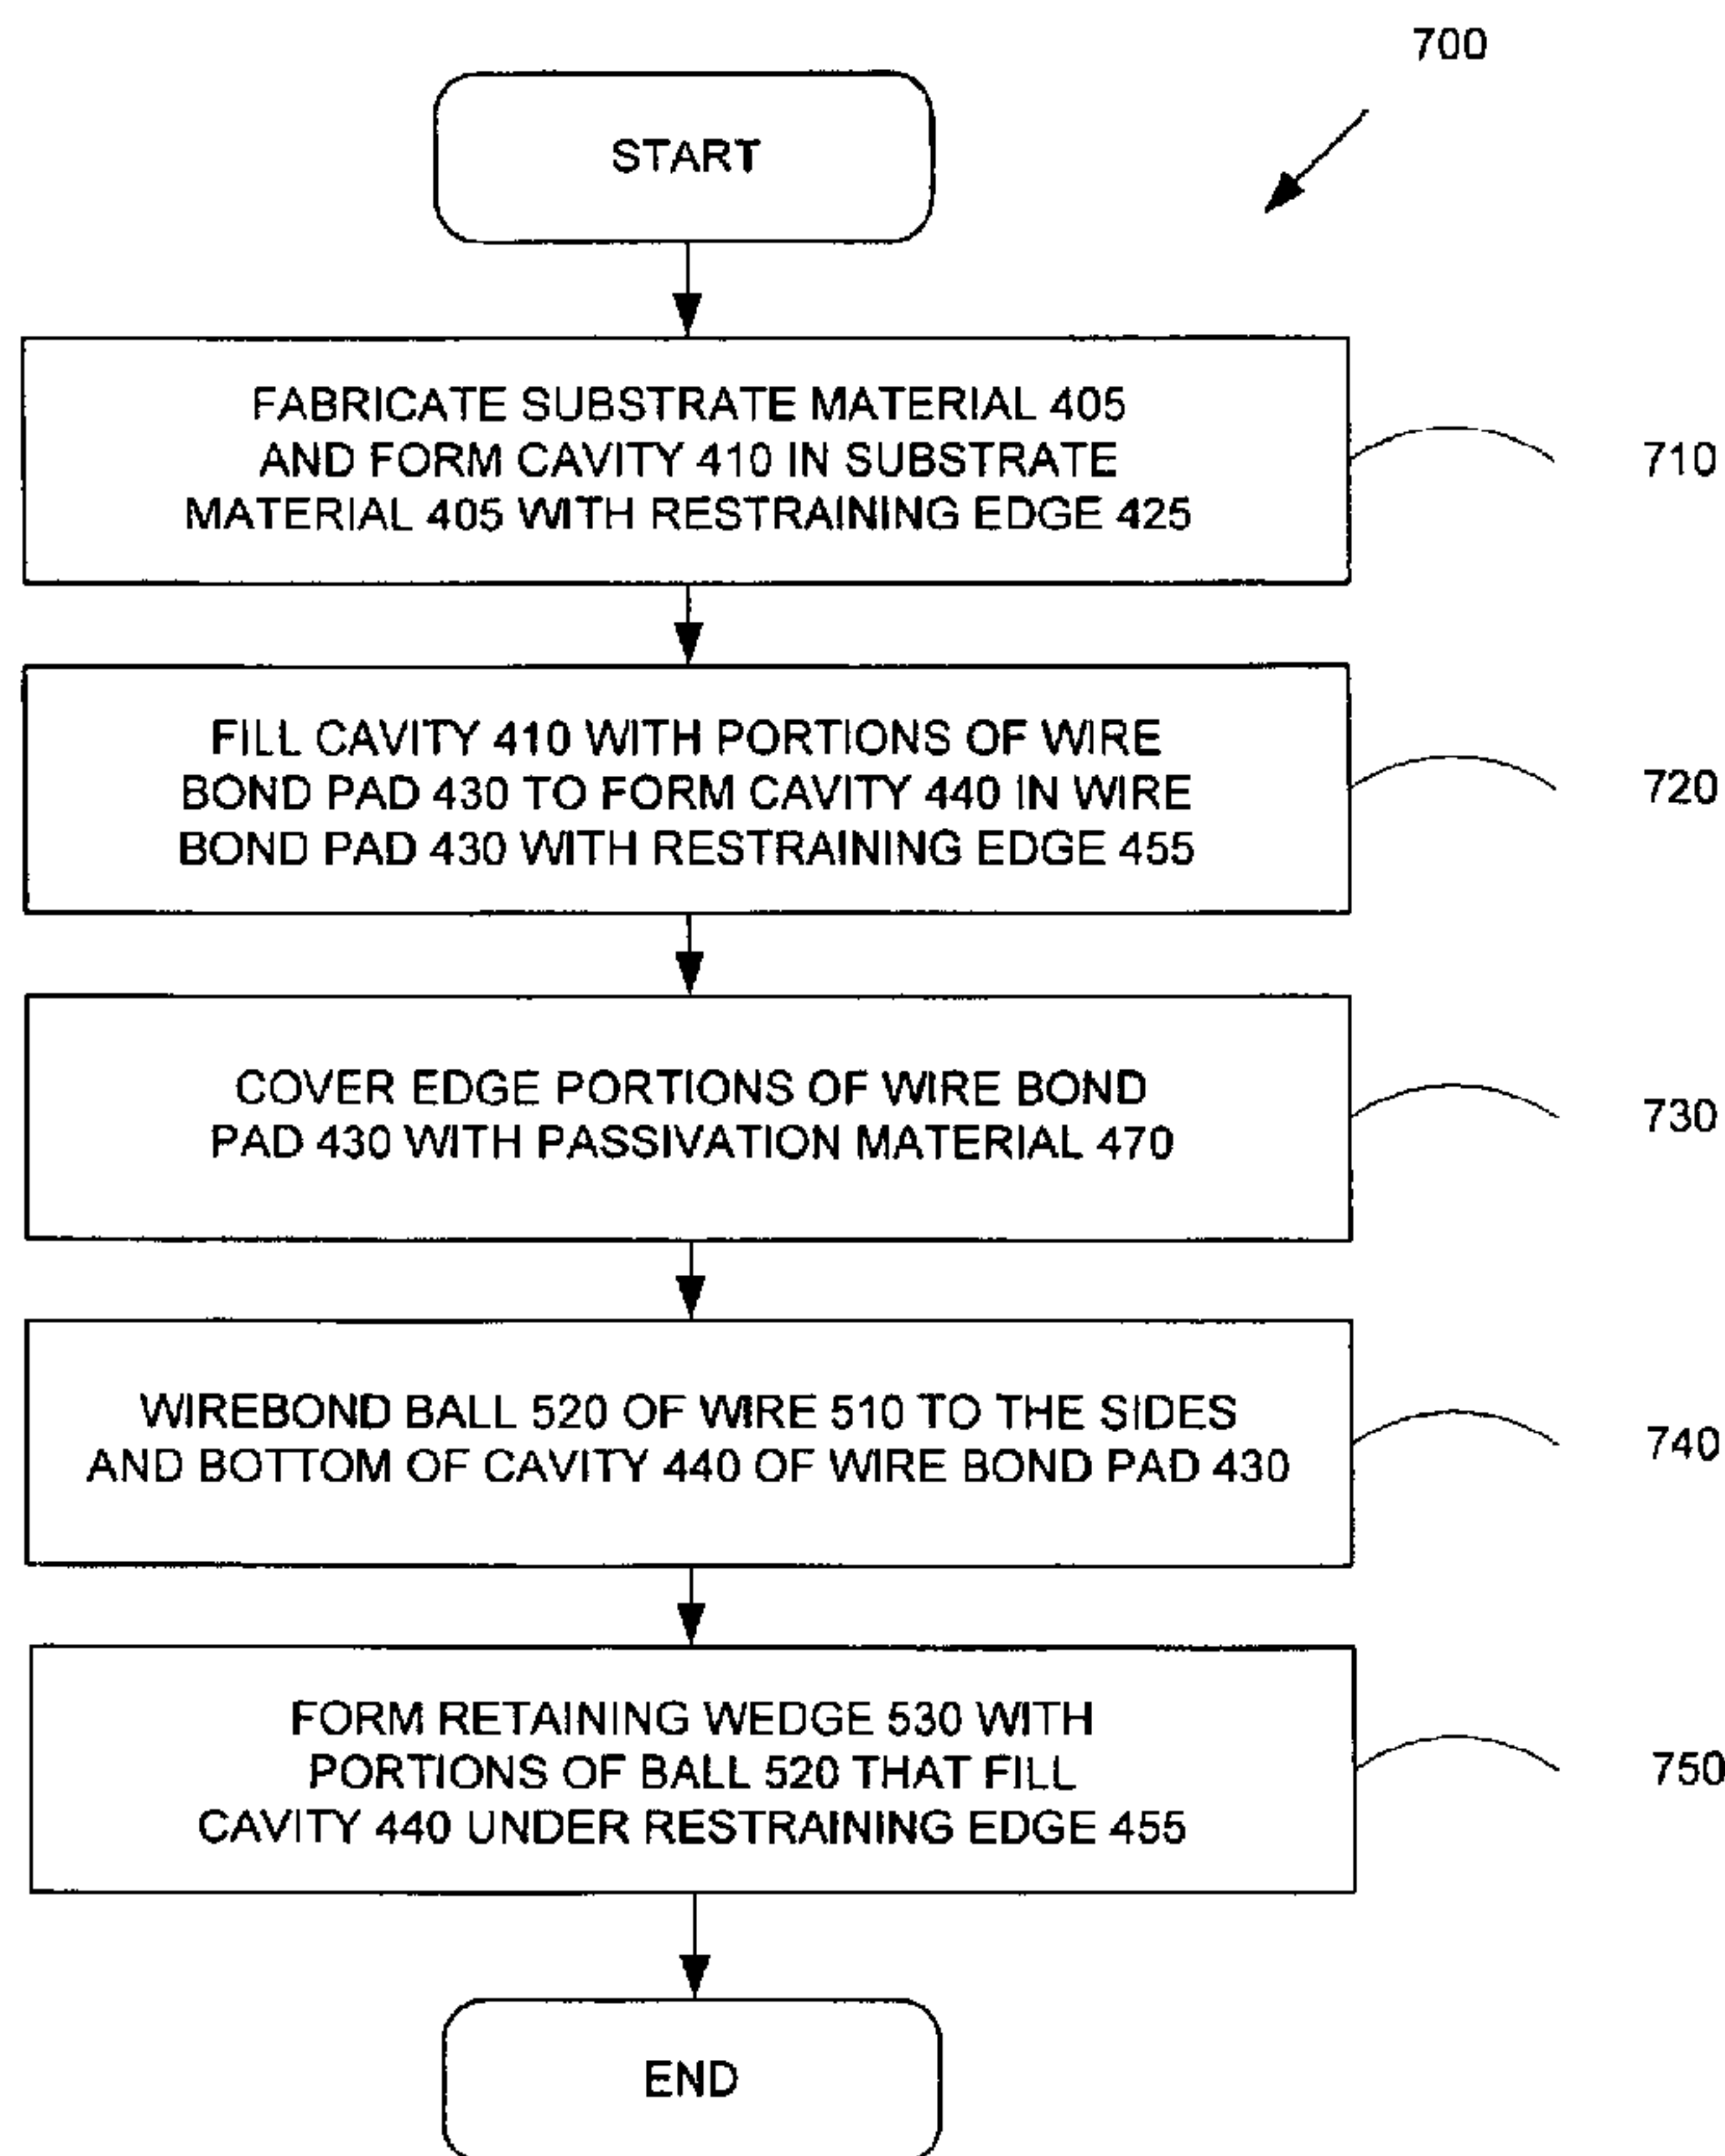 700
START
FABRICATE SUBSTRATE MATERIAL 405
AND FORM CAVITY 410 IN SUBSTRATE
MATERIAL 405 WITH RESTRAINING EDGE 425
710
FILL CAVITY 410 WITH PORTIONS OF WIRE
BOND PAD 430 TO FORM CAVITY 440 IN WIRE
BOND PAD 430 WITH RESTRAINING EDGE 455
720
COVER EDGE PORTIONS OF WIRE BOND
PAD 430 WITH PASSIVATION MATERIAL 470
730
WIREBOND BALL 520 OF WIRE 510 TO THE SIDES
AND BOTTOM OF CAVITY 440 OF WIRE BOND PAD 430
740
FORM RETAINING WEDGE 530 WITH
PORTIONS OF BALL 520 THAT FILL
CAVITY 440 UNDER RESTRAINING EDGE 455
750
END